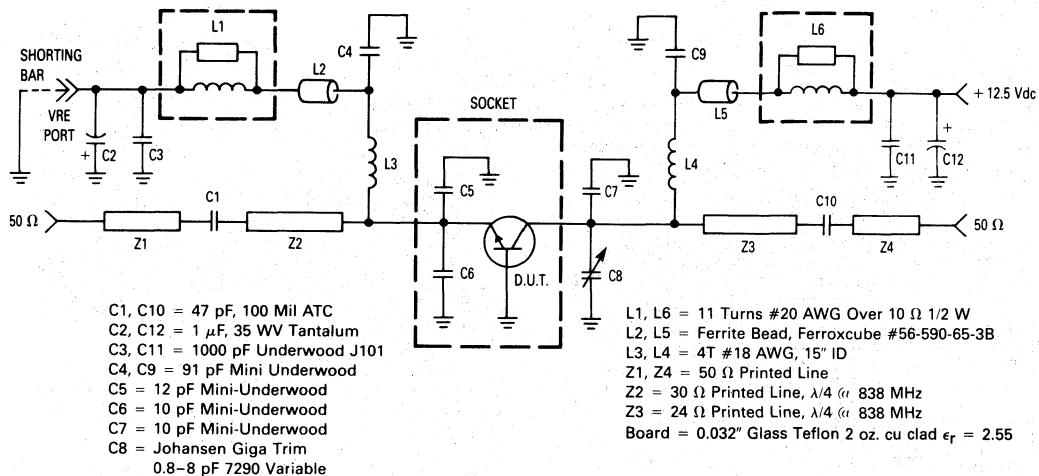 L1
L6
C4
C9
SHORTING
BAR
L2
L5
+ 12.5 Vdc
VRE
PORT
SOCKET
+
C2
C3
C11
+
C12
L3
L4
C5
C7
50 Ω
C1
C10
50 Ω
Z1
Z2
Z3
Z4
C6
D.U.T.
C8
C1, C10 = 47 pF, 100 Mil ATC
C2, C12 = 1 μF, 35 WV Tantalum
C3, C11 = 1000 pF Underwood J101
C4, C9 = 91 pF Mini Underwood
C5 = 12 pF Mini-Underwood
C6 = 10 pF Mini-Underwood
C7 = 10 pF Mini-Underwood
C8 = Johansen Giga Trim
0.8–8 pF 7290 Variable
L1, L6 = 11 Turns #20 AWG Over 10 Ω 1/2 W
L2, L5 = Ferrite Bead, Ferroxcube #56-590-65-3B
L3, L4 = 4T #18 AWG, 15″ ID
Z1, Z4 = 50 Ω Printed Line
Z2 = 30 Ω Printed Line, λ/4 @ 838 MHz
Z3 = 24 Ω Printed Line, λ/4 @ 838 MHz
Board = 0.032″ Glass Teflon 2 oz. cu clad εr = 2.55